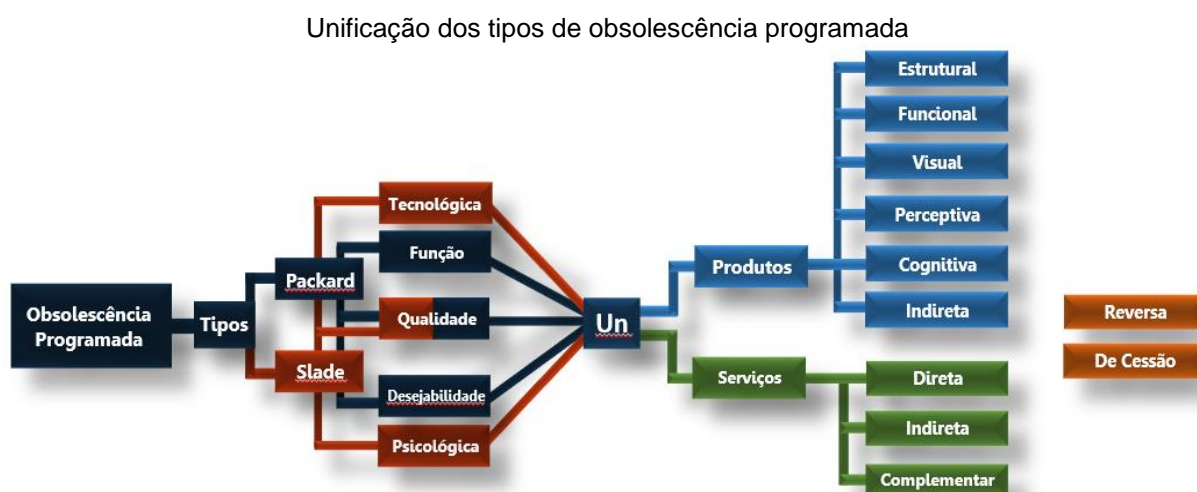 Unificação dos tipos de obsolescência programada
Obsolescência
Programada
Tipos
Packard
Slade
Tecnológica
Função
Qualidade
Desejabilidade
Psicológica
Un
Produtos
Serviços
Estrutural
Funcional
Visual
Perceptiva
Cognitiva
Indireta
Direta
Indireta
Complementar
Reversa
De Cessão